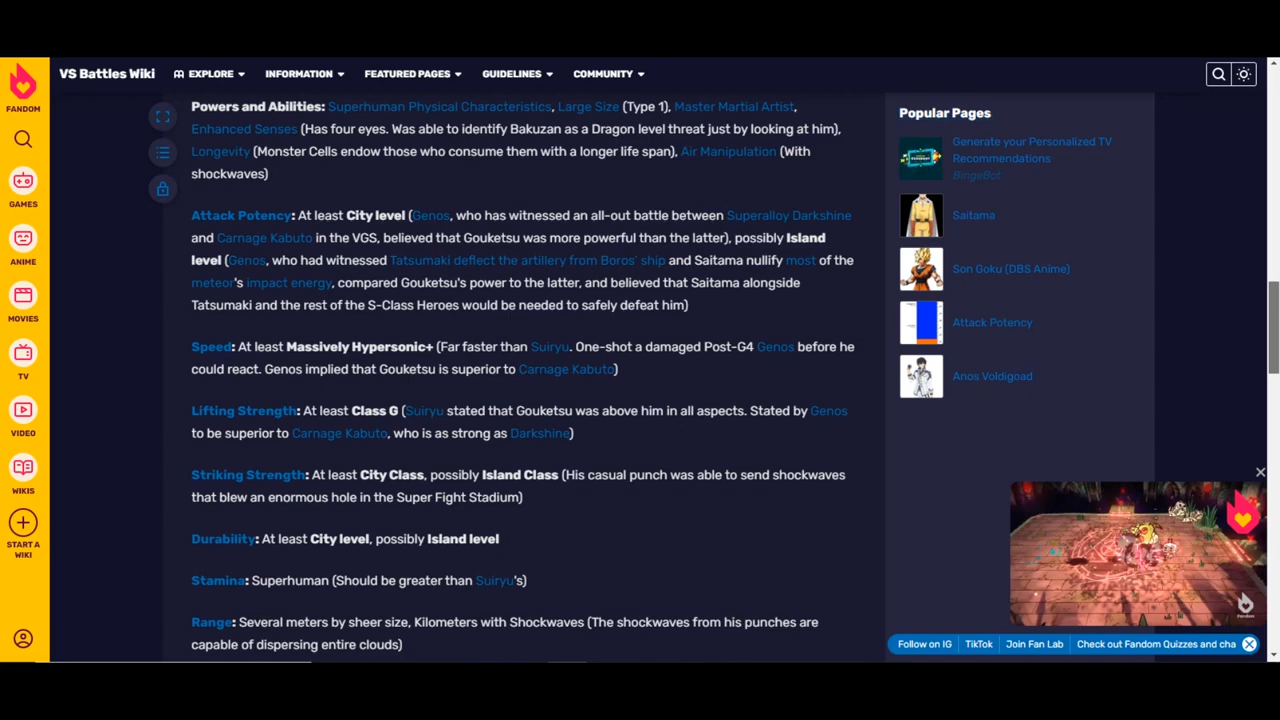 VS Battles Wiki
EXPLORE
INFORMATION
FEATURED PAGES
GUIDELINES
COMMUNITY
FANDOM
GAMES
ANIME
MOVIES
TV
VIDEO
WIKIS
START A
WIKI
Powers and Abilities: Superhuman Physical Characteristics, Large Size (Type 1), Master Martial Artist,
Enhanced Senses (Has four eyes. Was able to identify Bakuzan as a Dragon level threat just by looking at him),
Longevity (Monster Cells endow those who consume them with a longer life span), Air Manipulation (With
shockwaves)
Attack Potency: At least City level (Genos, who has witnessed an all-out battle between Superalloy Darkshine
and Carnage Kabuto in the VGS, believed that Gouketsu was more powerful than the latter), possibly Island
level (Genos, who had witnessed Tatsumaki deflect the artillery from Boros' ship and Saitama nullify most of the
meteor's impact energy, compared Gouketsu's power to the latter, and believed that Saitama alongside
Tatsumaki and the rest of the S-Class Heroes would be needed to safely defeat him)
Speed: At least Massively Hypersonic+ (Far faster than Suiryu. One-shot a damaged Post-G4 Genos before he
could react. Genos implied that Gouketsu is superior to Carnage Kabuto)
Lifting Strength: At least Class G (Suiryu stated that Gouketsu was above him in all aspects. Stated by Genos
to be superior to Carnage Kabuto, who is as strong as Darkshine)
Striking Strength: At least City Class, possibly Island Class (His casual punch was able to send shockwaves
that blew an enormous hole in the Super Fight Stadium)
Durability: At least City level, possibly Island level
Stamina: Superhuman (Should be greater than Suiryu's)
Range: Several meters by sheer size, Kilometers with Shockwaves (The shockwaves from his punches are
capable of dispersing entire clouds)
Popular Pages
Generate your Personalized TV
Recommendations
BingeBot
Saitama
Son Goku (DBS Anime)
Attack Potency
Anos Voldigoad
Fandom
Follow on IG
TikTok
Join Fan Lab
Check out Fandom Quizzes and cha